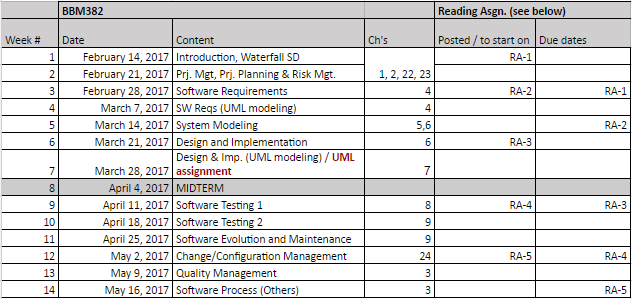 BBM382 Reading Asgn. (see below)
Week # Date Content Ch's Posted / to start on Due dates
1 February 14, 2017 Introduction, Waterfall SD RA-1
2 February 21, 2017 Prj. Mgt, Prj. Planning & Risk Mgt. 1, 2, 22, 23
3 February 28, 2017 Software Requirements 4 RA-2 RA-1
4 March 7, 2017 SW Reqs (UML modeling) 4
5 March 14, 2017 System Modeling 5,6 RA-2
6 March 21, 2017 Design and Implementation 6 RA-3
Design & Imp. (UML modeling) / UML
7 March 28, 2017 assignment 7
8 April 4, 2017 MIDTERM
9 April 11, 2017 Software Testing 1 8 RA-4 RA-3
10 April 18, 2017 Software Testing 2 9
11 April 25, 2017 Software Evolution and Maintenance 9
12 May 2, 2017 Change/Configuration Management 24 RA-5 RA-4
13 May 9, 2017 Quality Management 3
14 May 16, 2017 Software Process (Others) 3 RA-5